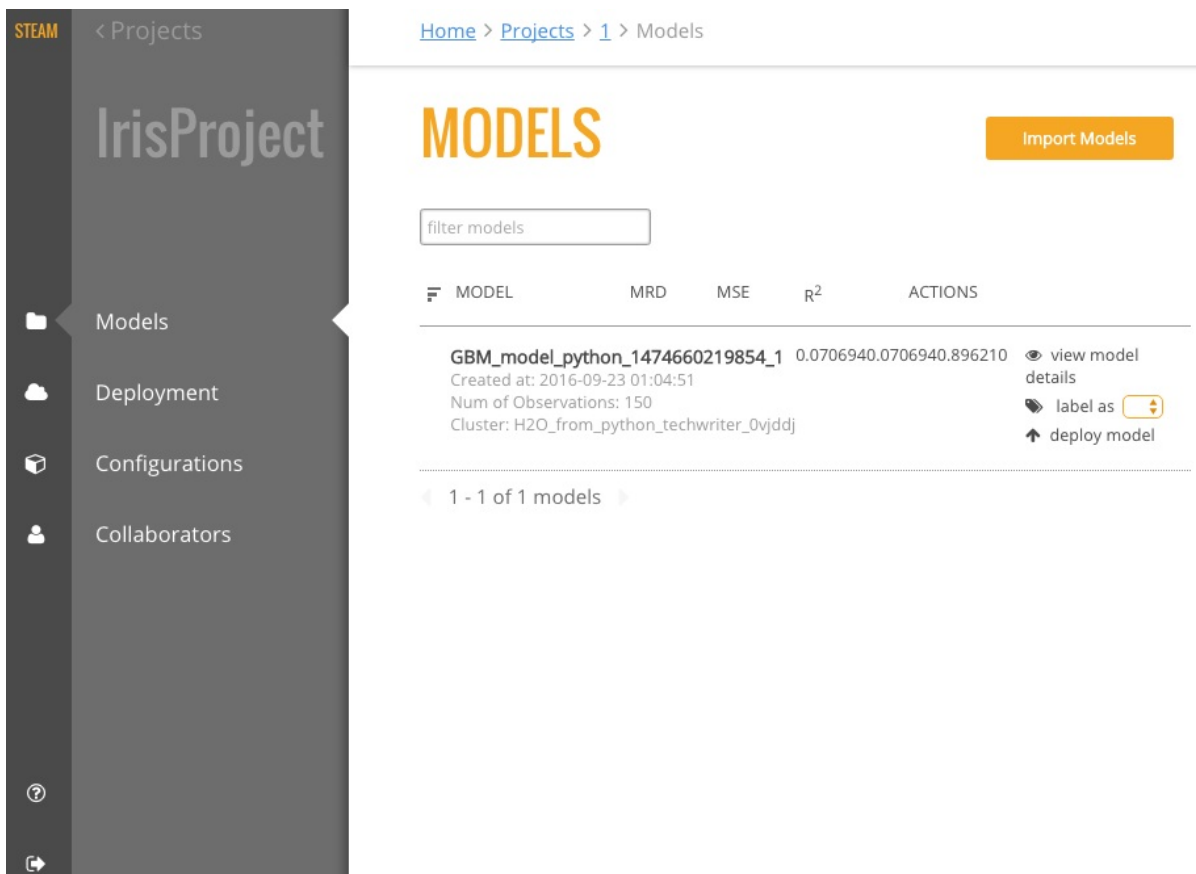 STEAM
< Projects
Home > Projects > 1 > Models
IrisProject
MODELS
Import Models
filter models
MODEL MRD MSE R² ACTIONS
Models
Deployment
Configurations
Collaborators
GBM_model_python_1474660219854_1 0.0706940.0706940.896210
Created at: 2016-09-23 01:04:51
Num of Observations: 150
Cluster: H2O_from_python_techwriter_0vjddj
view model
details
label as
deploy model
1 - 1 of 1 models